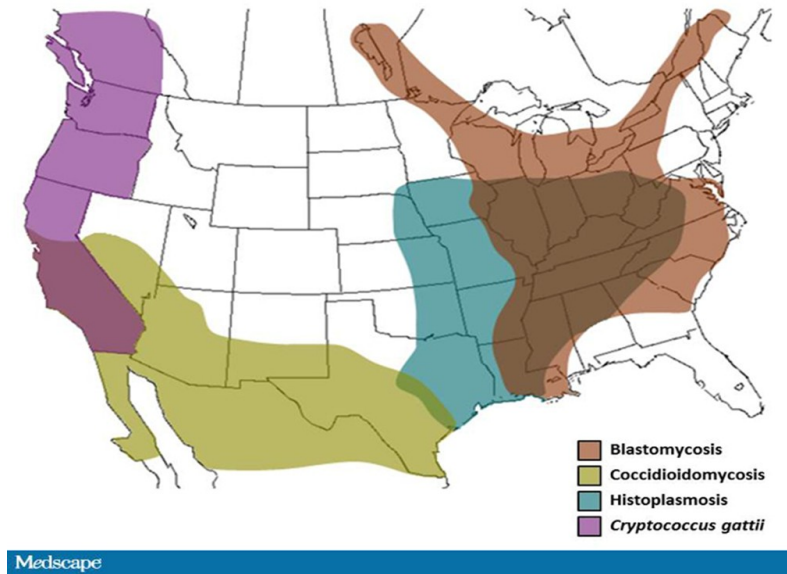 Blastomycosis
Coccidioidomycosis
Histoplasmosis
Cryptococcus gattii
Medscape